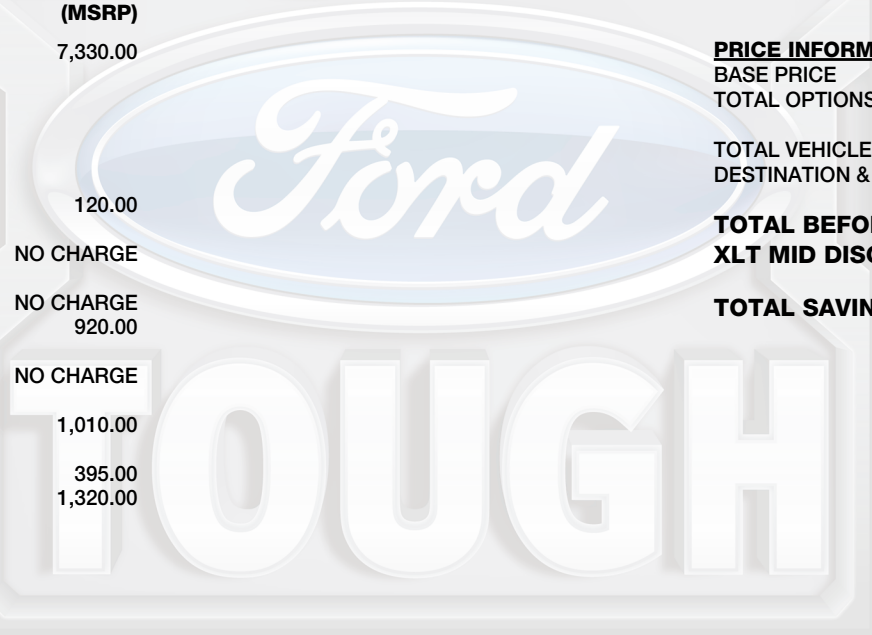 (MSRP)
7,330.00
120.00
NO CHARGE
NO CHARGE
920.00
NO CHARGE
1,010.00
395.00
1,320.00
PRICE INFORM
BASE PRICE
TOTAL OPTIONS
TOTAL VEHICLE
DESTINATION &
TOTAL BEFO
XLT MID DISC
TOTAL SAVIN
Ford
TOUGH